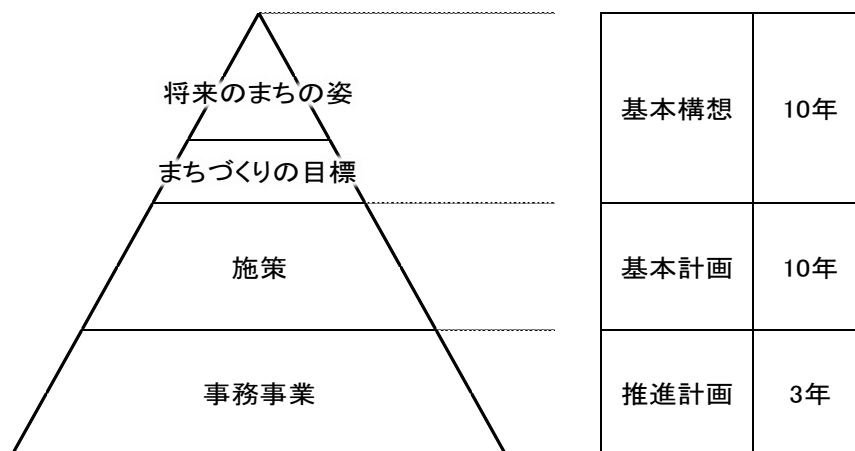 将来のまちの姿
まちづくりの目標
施策
事務事業
基本構想 10年
基本計画 10年
推進計画 3年